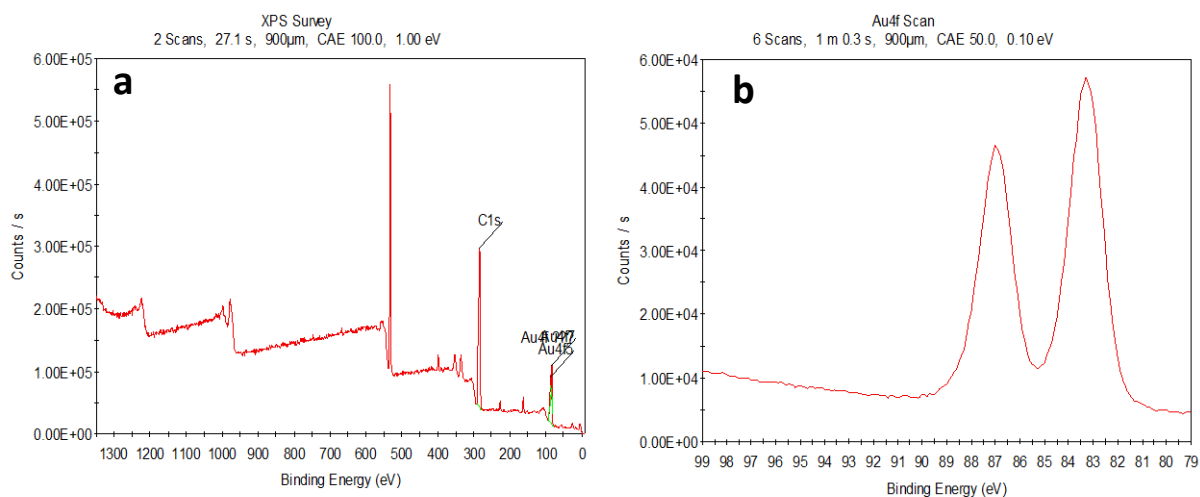 XPS Survey
2 Scans, 27.1 s, 900µm, CAE 100.0, 1.00 eV
a
6.00E+05
5.00E+05
4.00E+05
3.00E+05
2.00E+05
1.00E+05
0.00E+00
Counts / s
C1s
Au4f5
1300 1200 1100 1000 900 800 700 600 500 400 300 200 100 0
Binding Energy (eV)
Au4f Scan
6 Scans, 1 m 0.3 s, 900µm, CAE 50.0, 0.10 eV
b
6.00E+04
5.00E+04
4.00E+04
3.00E+04
2.00E+04
1.00E+04
0.00E+00
Counts / s
99 98 97 96 95 94 93 92 91 90 89 88 87 86 85 84 83 82 81 80 79
Binding Energy (eV)